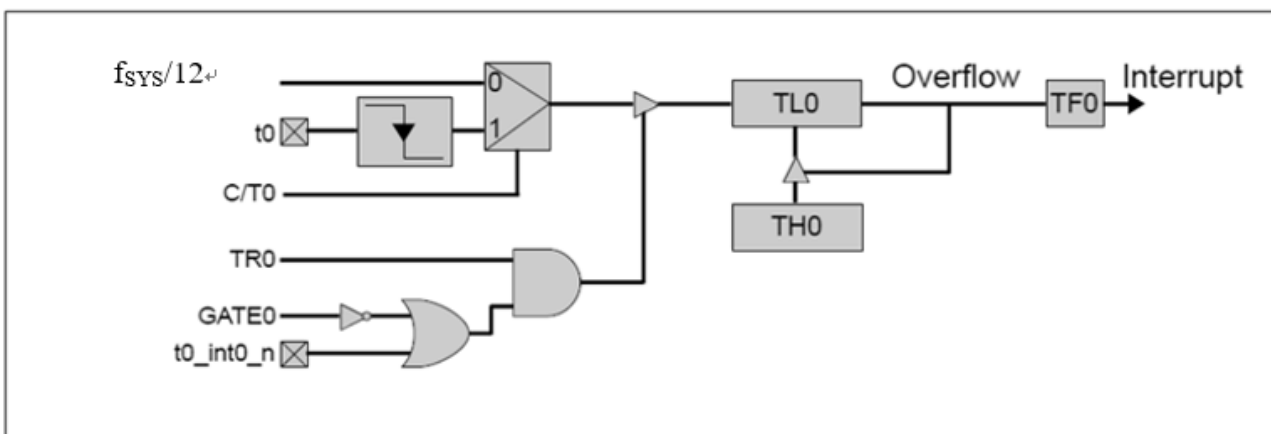 fSYS/12↵
0
t0
1
C/T0
TR0
GATE0
t0_int0_n
TL0
Overflow
TF0
Interrupt
TH0